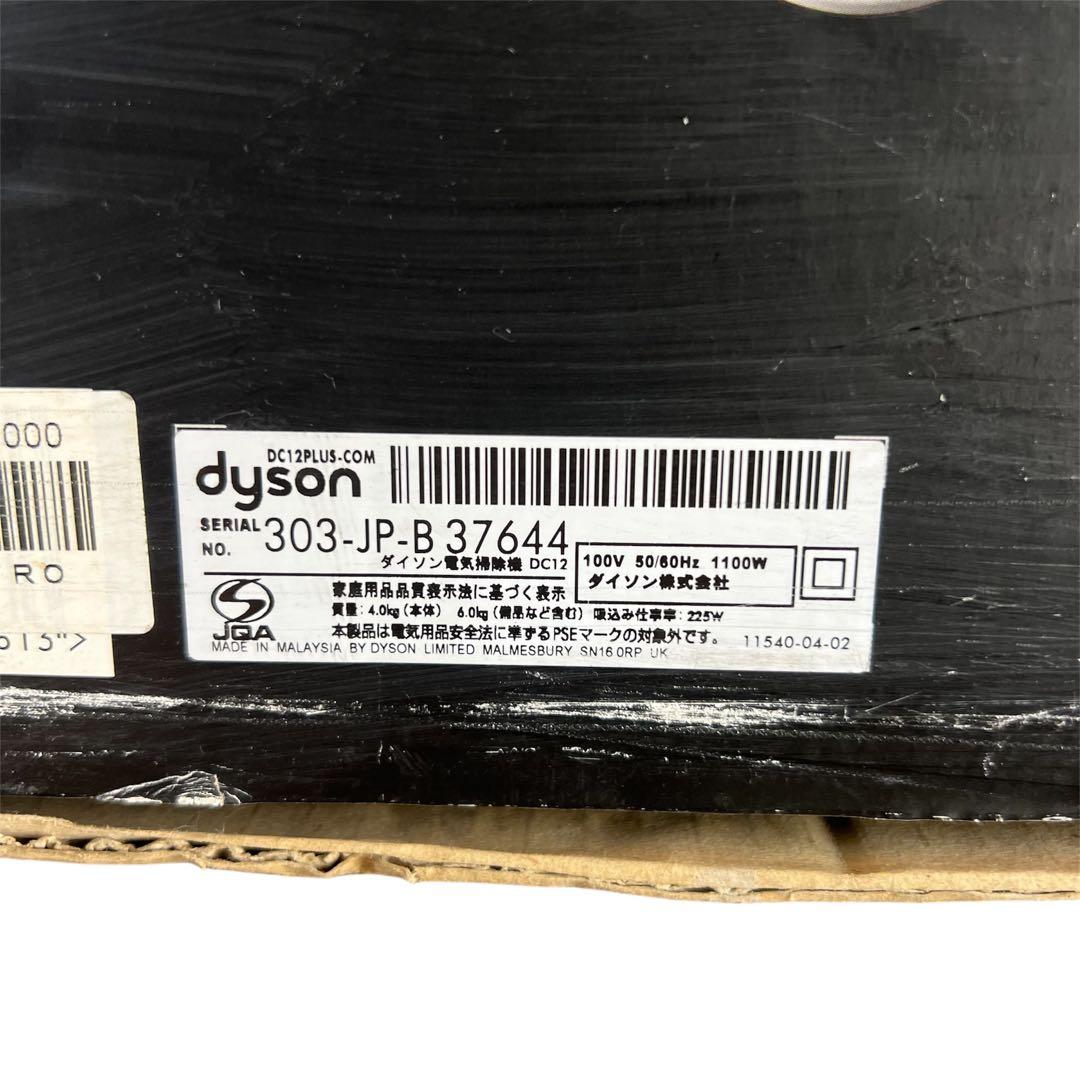 000
RO
613">
DC12PLUS-COM
dyson
SERIAL NO. 303-JP-B 37644
ダイソン電気掃除機 DC12
100V 50/60Hz 1100W
ダイソン株式会社
家庭用品品質表示法に基づく表示
質量: 4.0kg (本体) 6.0kg (備品など含む) 吸込み仕事率: 225W
本製品は電気用品安全法に準ずるPSEマークの対象外です。
JQA
11540-04-02
MADE IN MALAYSIA BY DYSON LIMITED MALMESBURY SN16 0RP UK